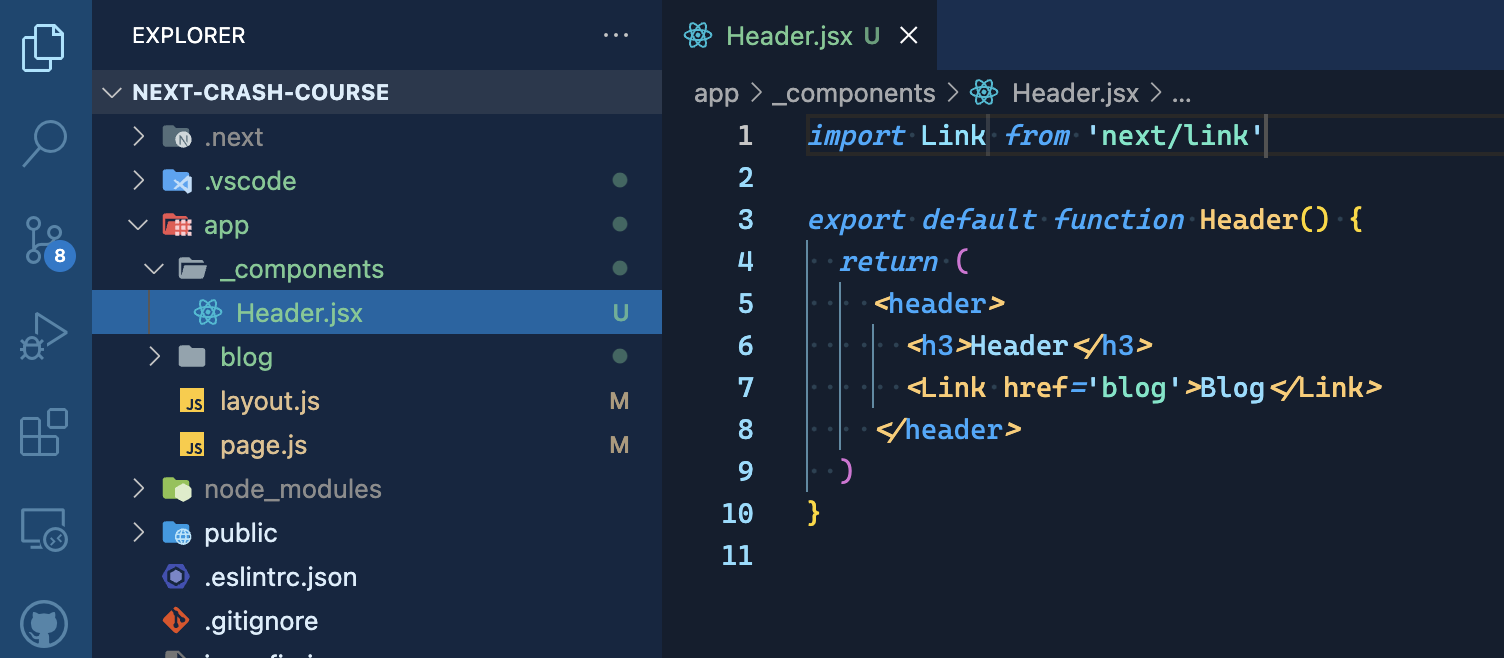 EXPLORER ...
NEXT-CRASH-COURSE
.next
.vscode
app
_components
Header.jsx U
blog
layout.js M
page.js M
node_modules
public
.eslintrc.json
.gitignore
8
Header.jsx U
app > _components > Header.jsx > ...
1 import Link from 'next/link'
2
3 export default function Header() {
4 return (
5 <header>
6 <h3>Header</h3>
7 <Link href='blog'>Blog</Link>
8 </header>
9 )
10 }
11